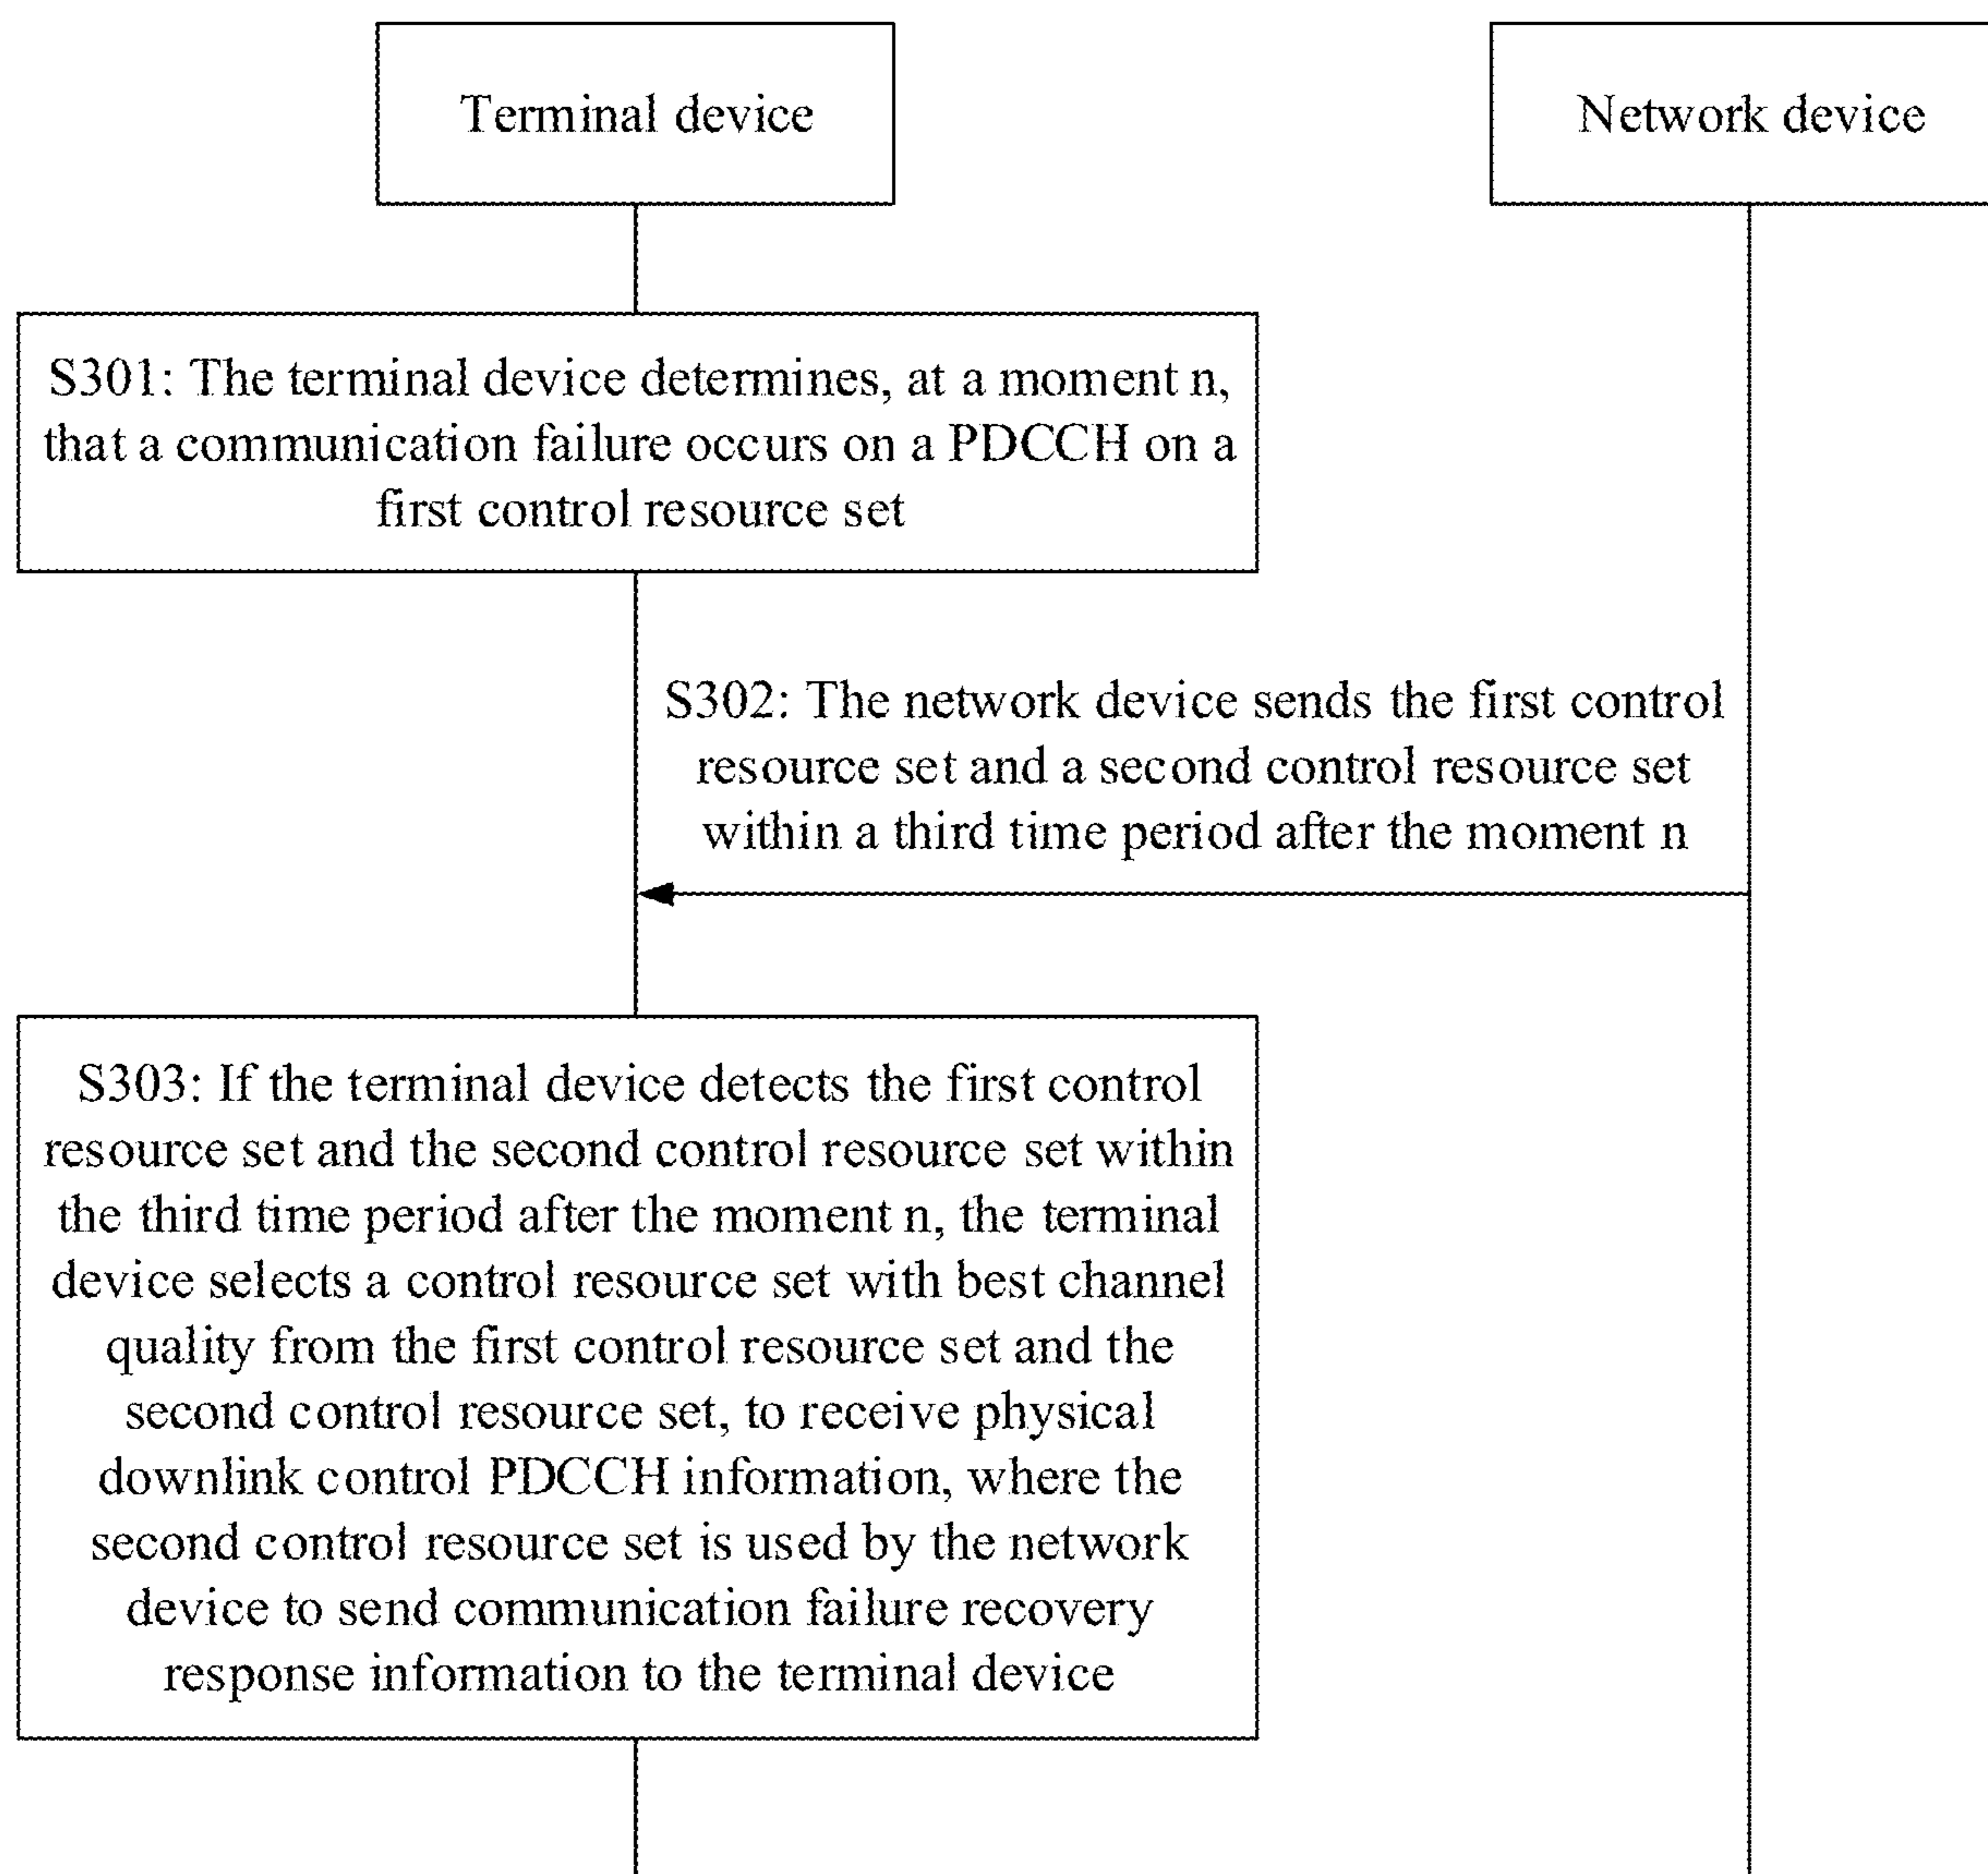 Terminal device
Network device
S301: The terminal device determines, at a moment n,
that a communication failure occurs on a PDCCH on a
first control resource set
S302: The network device sends the first control
resource set and a second control resource set
within a third time period after the moment n
S303: If the terminal device detects the first control
resource set and the second control resource set within
the third time period after the moment n, the terminal
device selects a control resource set with best channel
quality from the first control resource set and the
second control resource set, to receive physical
downlink control PDCCH information, where the
second control resource set is used by the network
device to send communication failure recovery
response information to the terminal device